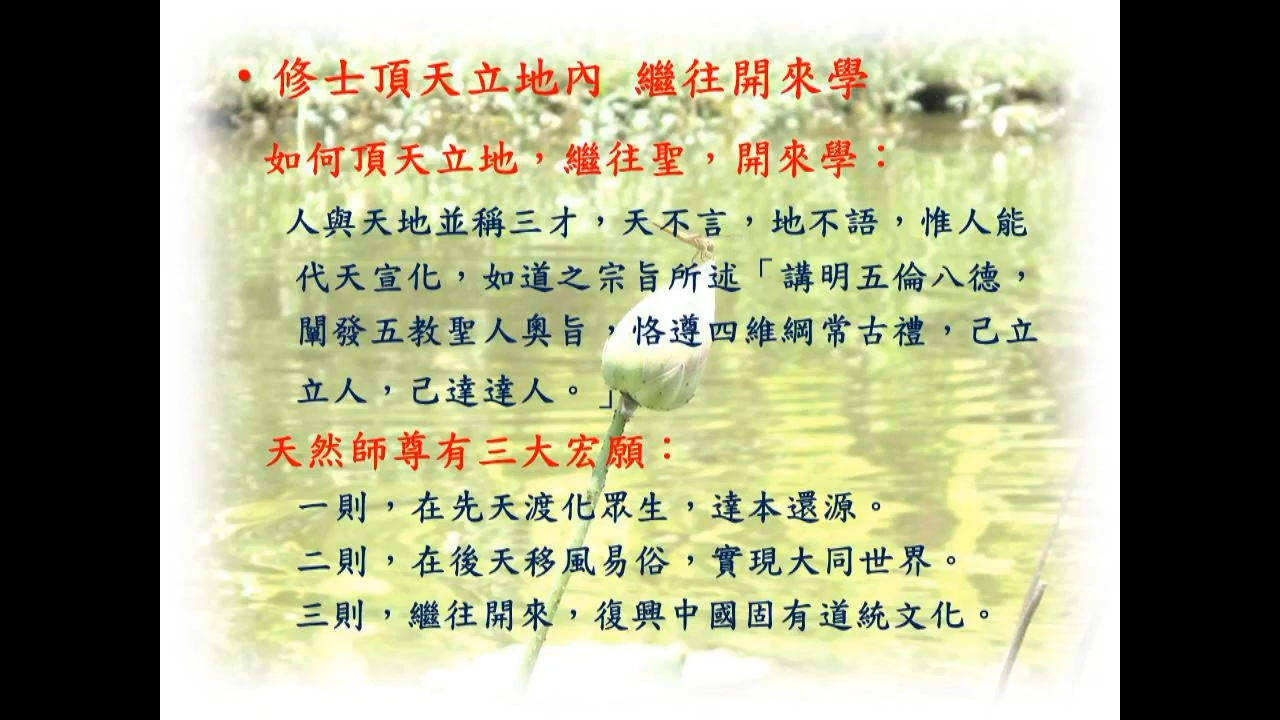 • 修士頂天立地內 繼往開來學
如何頂天立地，繼往聖，開來學：
人與天地並稱三才，天不言，地不語，惟人能
代天宣化，如道之宗旨所述「講明五倫八德，
闡發五教聖人奧旨，恪遵四維綱常古禮，己立
立人，己達達人。」
天然師尊有三大宏願：
一則，在先天渡化眾生，達本還源。
二則，在後天移風易俗，實現大同世界。
三則，繼往開來，復興中國固有道統文化。